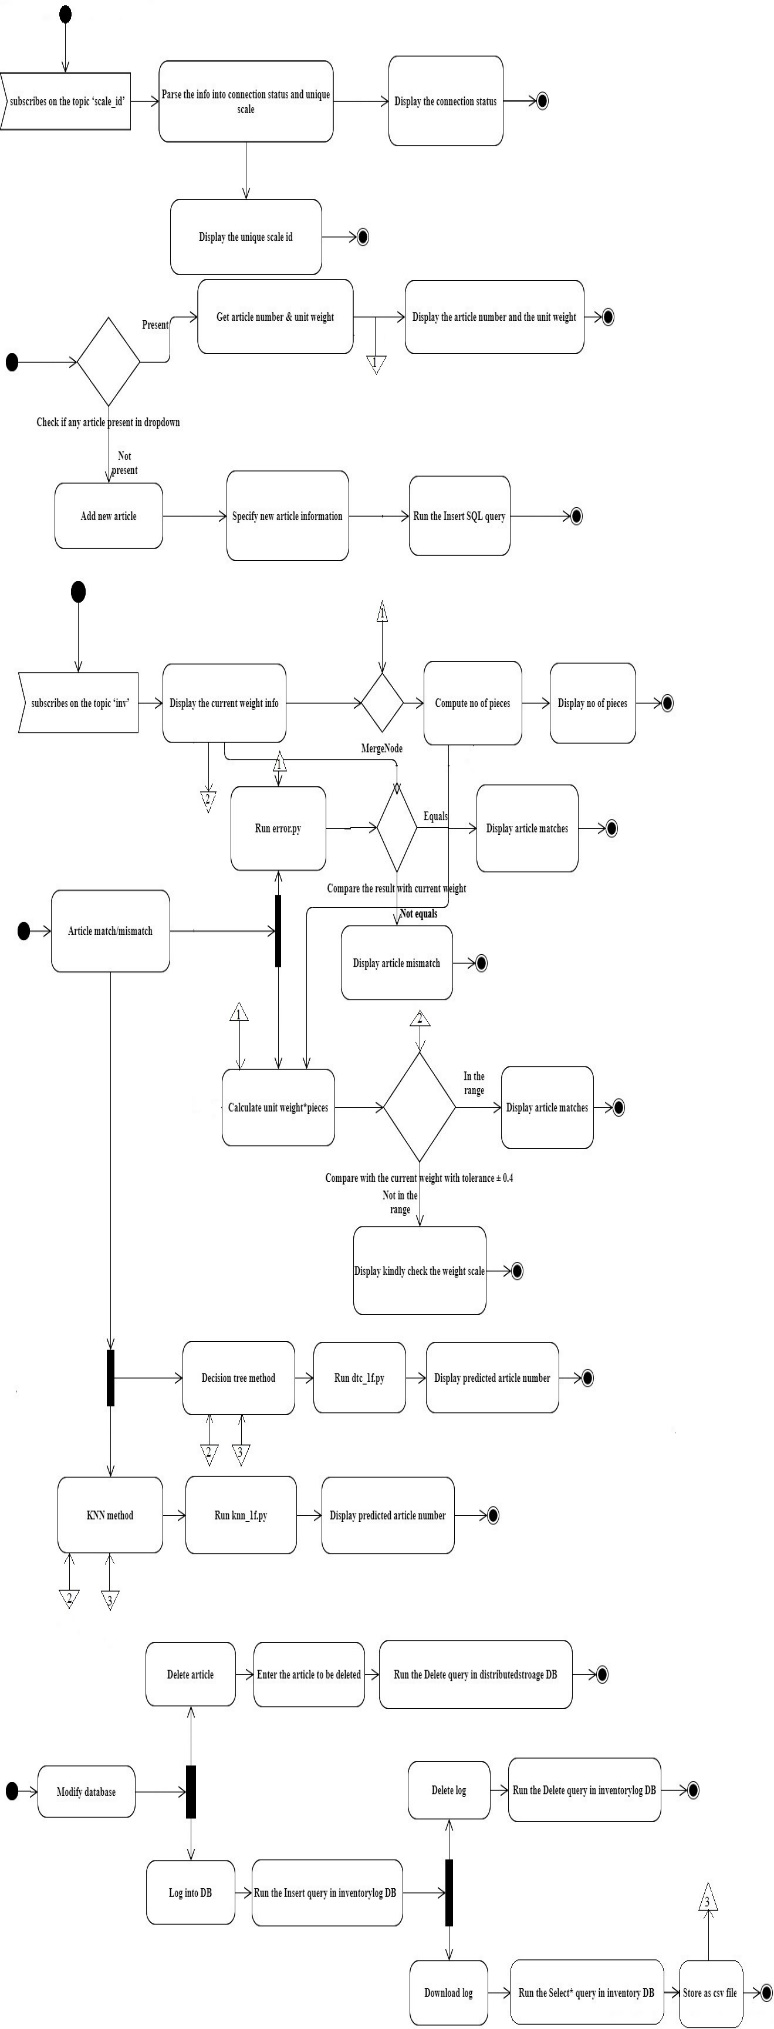 subscribes on the topic ‘scale_id’
Parse the info into connection status and unique
scale
Display the connection status
Display the unique scale id
Present
Get article number & unit weight
Display the article number and the unit weight
1
Check if any article present in dropdown
Not
present
Add new article
Specify new article information
Run the Insert SQL query
1
subscribes on the topic ‘inv’
Display the current weight info
Compute no of pieces
Display no of pieces
MergeNode
1
2
Run error.py
Equals
Display article matches
Compare the result with current weight
Not equals
Article match/mismatch
Display article mismatch
1
2
In the
range
Calculate unit weight*pieces
Display article matches
Compare with the current weight with tolerance ± 0.4
Not in the
range
Display kindly check the weight scale
Decision tree method
Run dtc_1f.py
Display predicted article number
2
3
KNN method
Run knn_1f.py
Display predicted article number
2
3
Delete article
Enter the article to be deleted
Run the Delete query in distributedstroage DB
Modify database
Delete log
Run the Delete query in inventorylog DB
Log into DB
Run the Insert query in inventorylog DB
3
Download log
Run the Select* query in inventory DB
Store as csv file